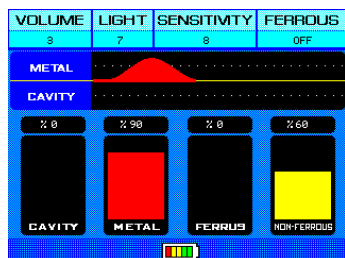 VOLUME LIGHT SENSITIVITY FERROUS
3 7 8 OFF
METAL
CAVITY
% 0 % 90 % 0 % 60
CAVITY METAL FERRUS NON-FERROUS